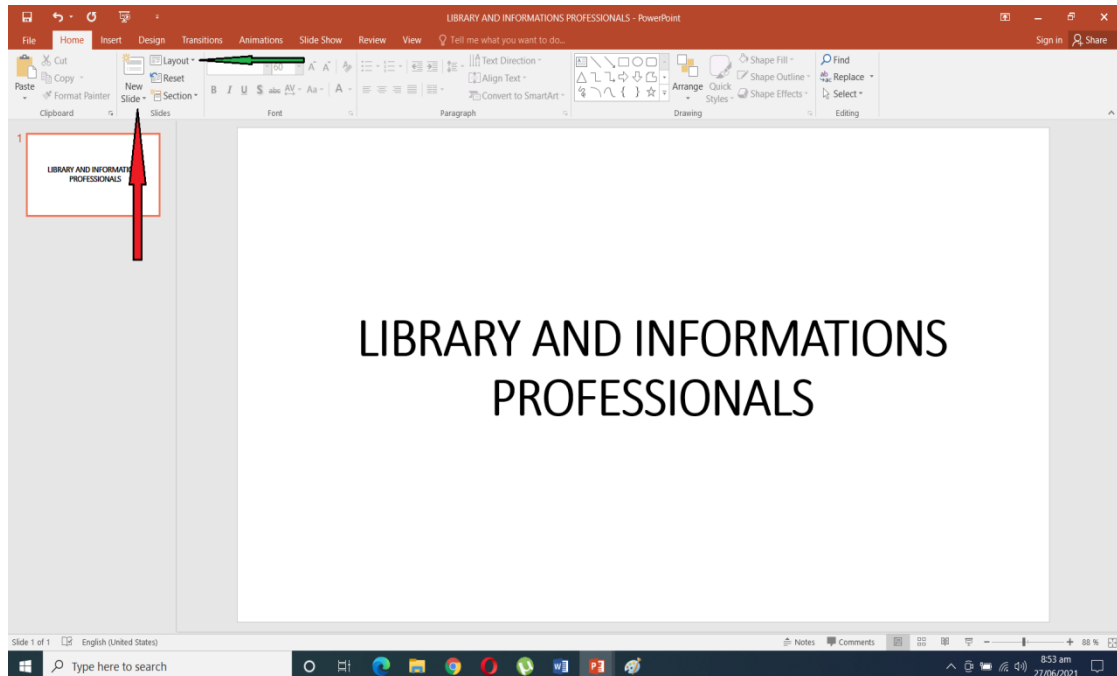 LIBRARY AND INFORMATIONS PROFESSIONALS - PowerPoint
File Home Insert Design Transitions Animations Slide Show Review View Tell me what you want to do... Sign in Share
Cut Layout Text Direction Shape Fill Find
Copy Reset Align Text Shape Outline Replace
Paste Format Painter New Slide Section B I U S abc AV Aa A Convert to SmartArt Arrange Quick Styles Shape Effects Select
Clipboard Slides Font Paragraph Drawing Editing
1
LIBRARY AND
PROFESSIONALS
LIBRARY AND INFORMATIONS
PROFESSIONALS
Slide 1 of 1 English (United States) Notes Comments 88 %
Type here to search 8:53 am
27/06/2021